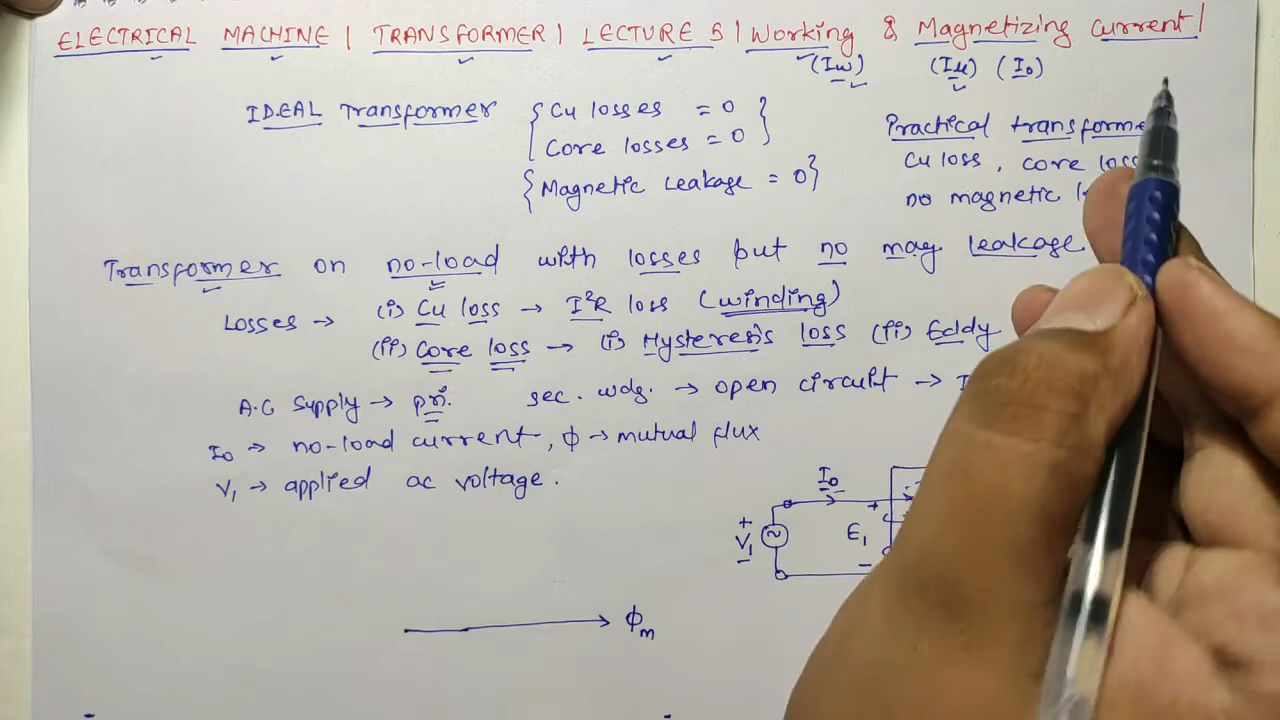 ELECTRICAL MACHINE | TRANSFORMER | LECTURE 5 | Working & Magnetizing Current |
(Iw) (Iμ) (I0)
IDEAL Transformer { Cu losses = 0
Core losses = 0 }
{Magnetic Leakage = 0}
Practical
Cu loss, core
no magnetic
Transformer on no-load with losses but no mag leakage
Losses → (i) Cu loss → I²R loss (winding)
(ii) Core loss → (i) Hysteresis loss (ii) Eddy
A.C Supply → pri. sec. wdg. → open circuit →
I0 → no-load current, ϕ → mutual flux
V1 → applied ac voltage.
I0
+
V1
-
+
E1
-
ϕm